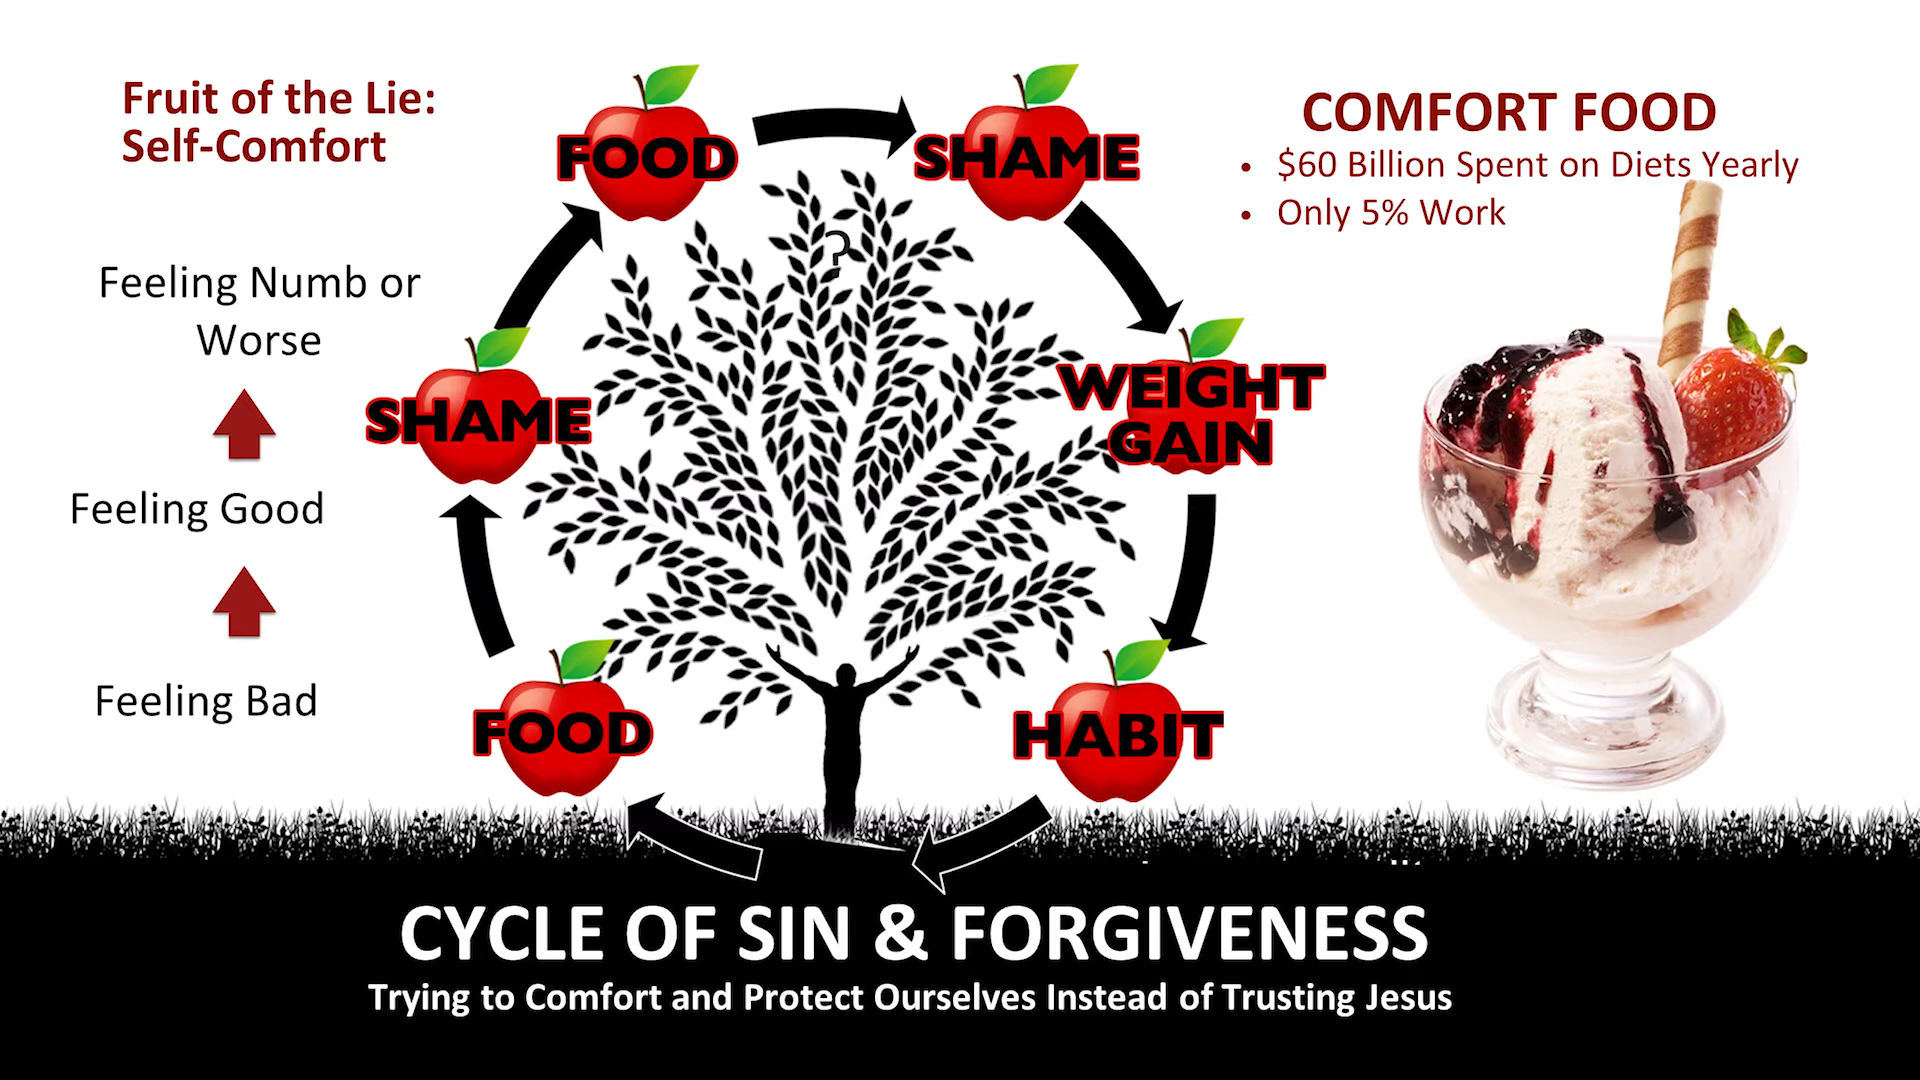 Fruit of the Lie:
Self-Comfort
Feeling Numb or
Worse
Feeling Good
Feeling Bad
FOOD
SHAME
WEIGHT
GAIN
HABIT
FOOD
SHAME
?
COMFORT FOOD
• $60 Billion Spent on Diets Yearly
• Only 5% Work
CYCLE OF SIN & FORGIVENESS
Trying to Comfort and Protect Ourselves Instead of Trusting Jesus